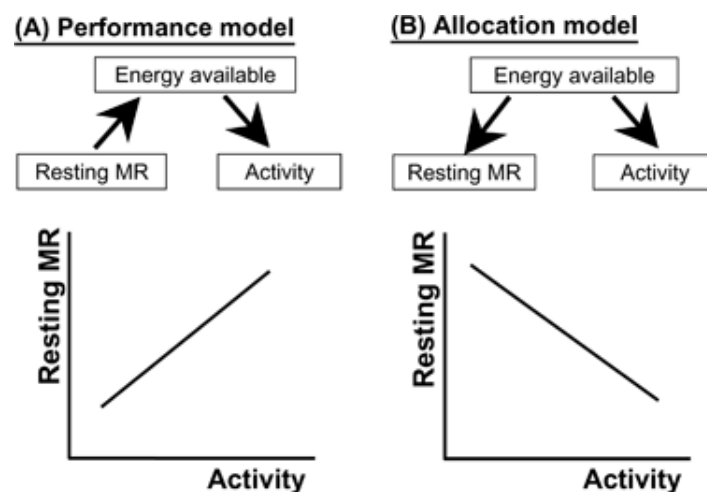 (A) Performance model
Energy available
Resting MR
Activity
Resting MR
Activity
(B) Allocation model
Energy available
Resting MR
Activity
Resting MR
Activity